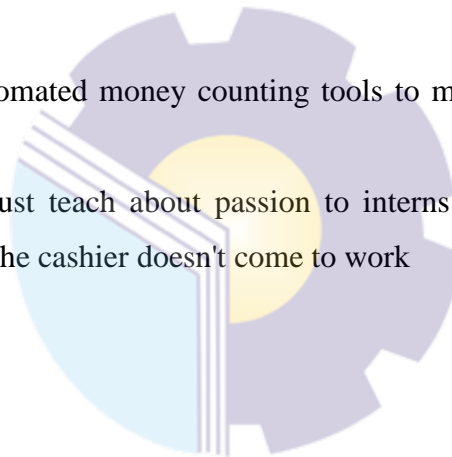 omated money counting tools to m
ust teach about passion to interns
he cashier doesn't come to work